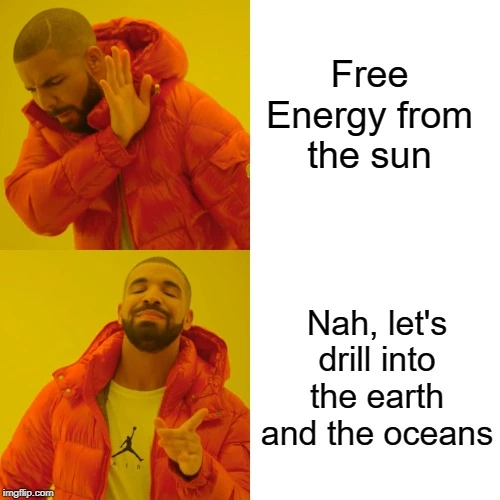 Free
Energy from
the sun
Nah, let's
drill into
the earth
and the oceans
imgflip.com